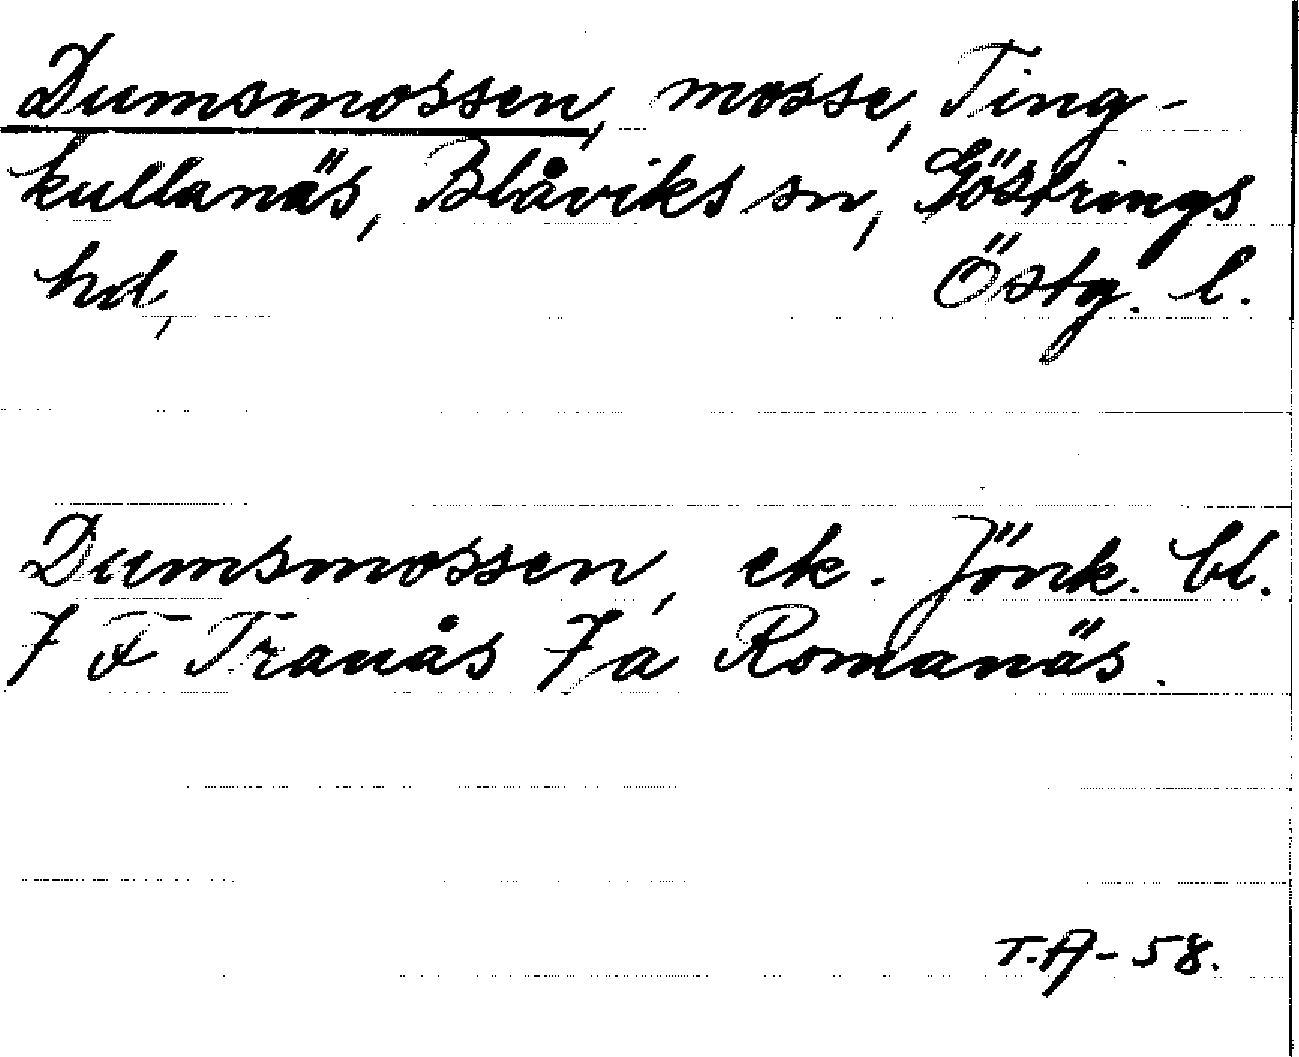 Dumsmossen, mosse, Ting-
kullanäs, Blåviks sn, Göstrings
hd, Östg. l.
Dumsmossen, ek. Jönk. bl.
7 F Tranås 7 a Romanäs.
T.A-58.